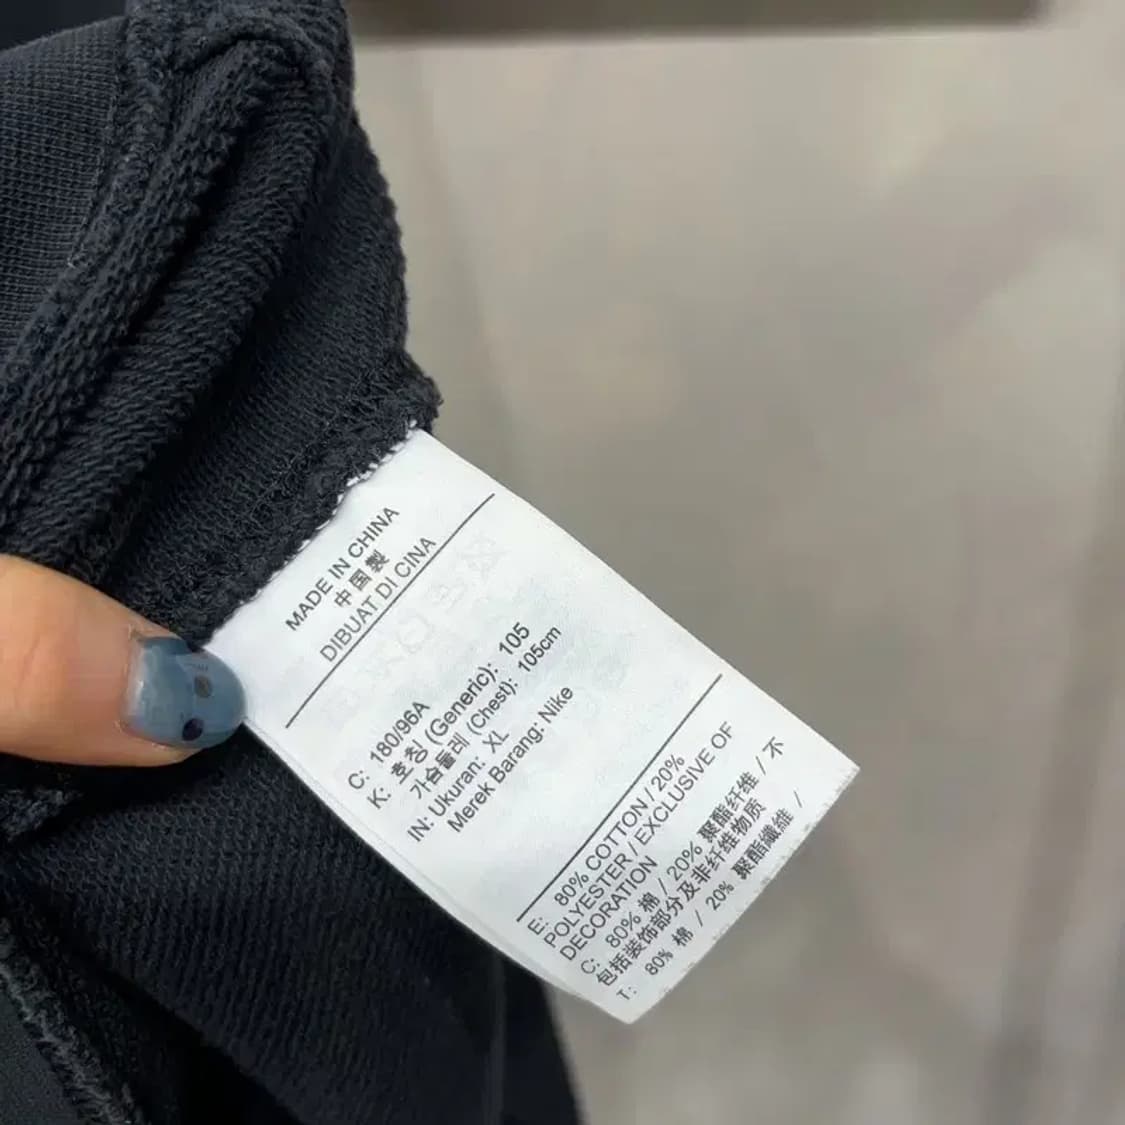 MADE IN CHINA
中国製
DIBUAT DI CINA
C: 180/96A
K: 호칭 (Generic): 105
가슴둘레 (Chest): 105cm
IN: Ukuran: XL
Merek Barang: Nike
E: 80% COTTON / 20%
POLYESTER / EXCLUSIVE OF
DECORATION
C: 80% 棉 / 20% 聚酯纤维 / 不
包括装饰部分及非纤维物质
T: 80% 棉 / 20% 聚酯纖維 /